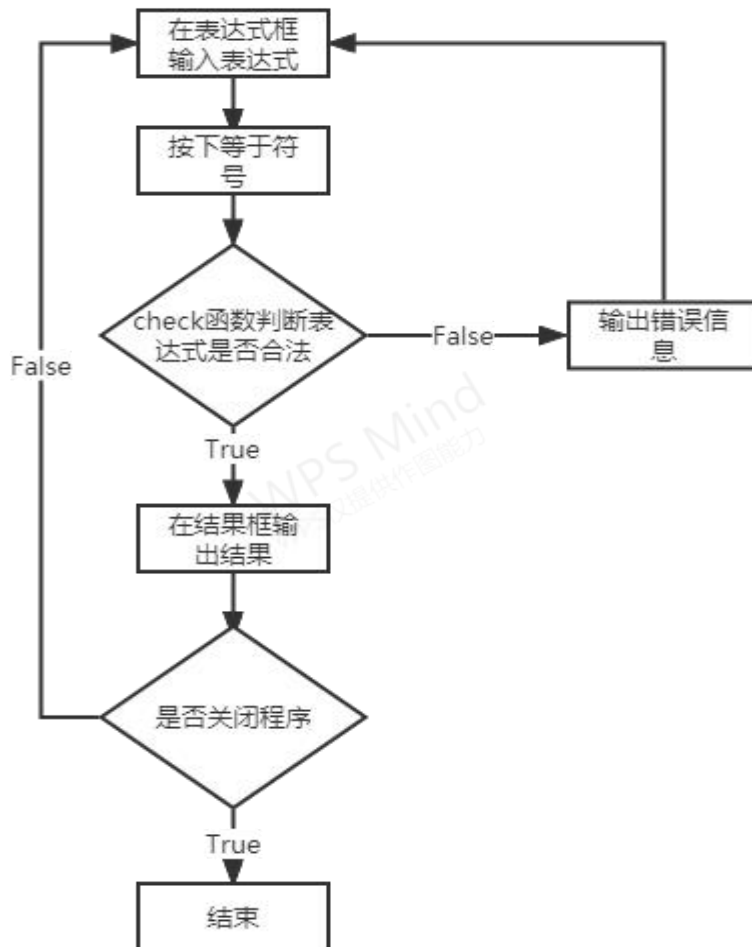 在表达式框
输入表达式
按下等于符
号
check函数判断表
达式是否合法
False
输出错误信
息
False
True
WPS Mind
在结果框输
出结果
是否关闭程序
True
结束